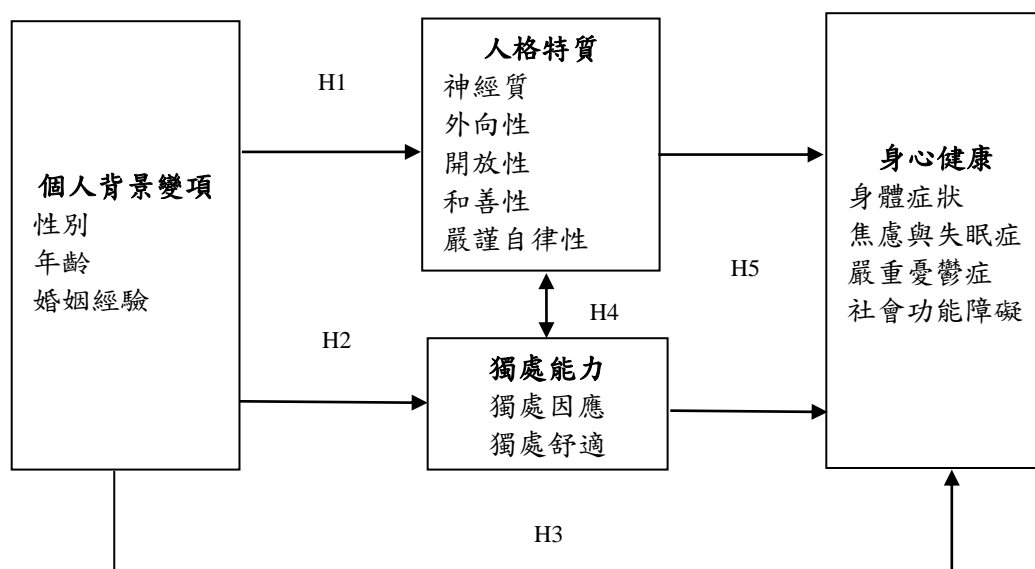 個人背景變項
性別
年齡
婚姻經驗
H1
H2
人格特質
神經質
外向性
開放性
和善性
嚴謹自律性
H4
獨處能力
獨處因應
獨處舒適
H5
身心健康
身體症狀
焦慮與失眠症
嚴重憂鬱症
社會功能障礙
H3